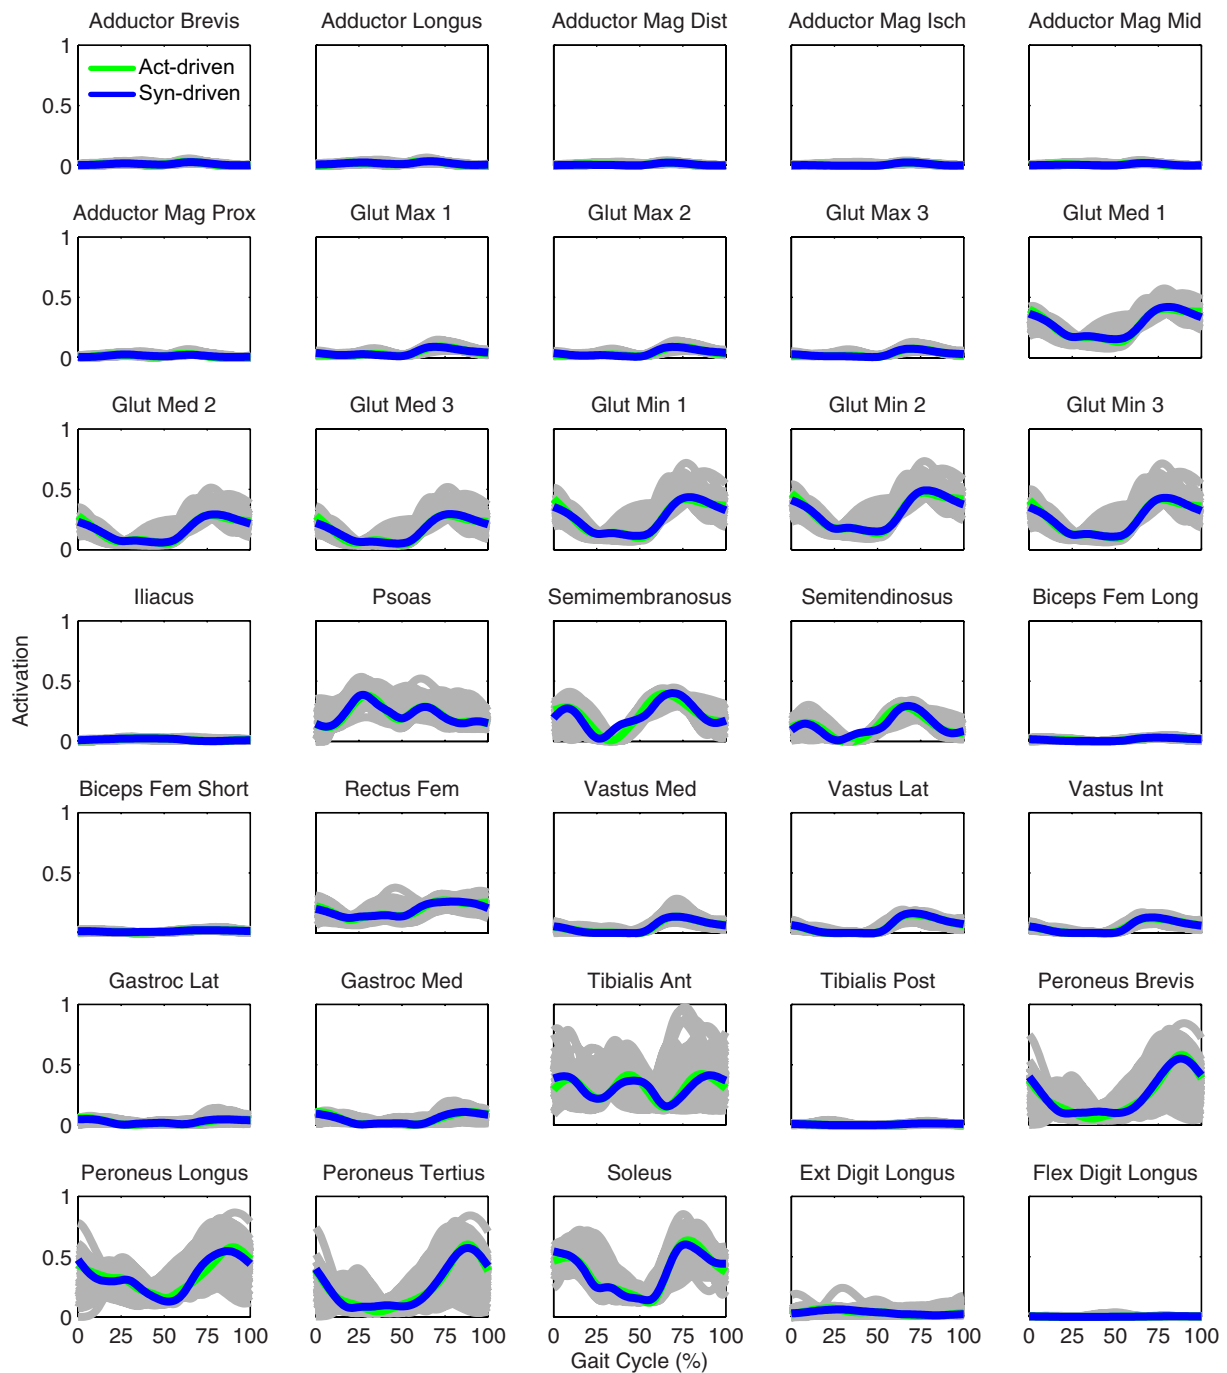 Adductor Brevis Adductor Longus Adductor Mag Dist Adductor Mag Isch Adductor Mag Mid
1
Act-driven
Syn-driven
0.5
0
Adductor Mag Prox Glut Max 1 Glut Max 2 Glut Max 3 Glut Med 1
1
0.5
0
Glut Med 2 Glut Med 3 Glut Min 1 Glut Min 2 Glut Min 3
1
0.5
0
Iliacus Psoas Semimembranosus Semitendinosus Biceps Fem Long
1
0.5
0
Activation
Biceps Fem Short Rectus Fem Vastus Med Vastus Lat Vastus Int
1
0.5
0
Gastroc Lat Gastroc Med Tibialis Ant Tibialis Post Peroneus Brevis
1
0.5
0
Peroneus Longus Peroneus Tertius Soleus Ext Digit Longus Flex Digit Longus
1
0.5
0
0 25 50 75 100 0 25 50 75 100 0 25 50 75 100 0 25 50 75 100 0 25 50 75 100
Gait Cycle (%)